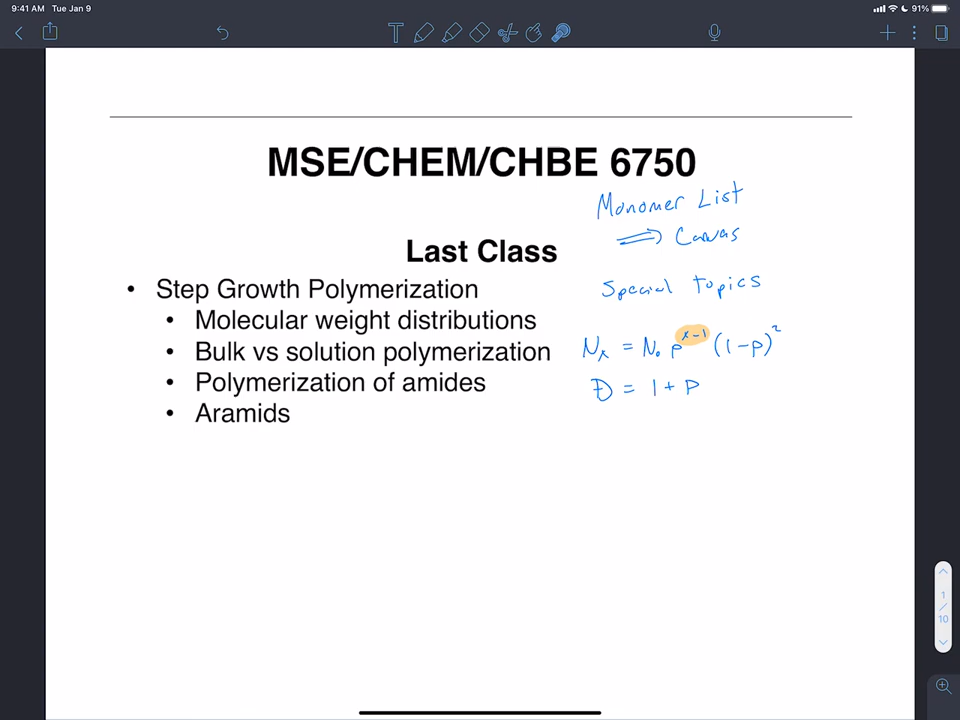 9:41 AM Tue Jan 9
91%
MSE/CHEM/CHBE 6750
Monomer List
⇒ Canvas
Last Class
Special Topics
• Step Growth Polymerization
• Molecular weight distributions
• Bulk vs solution polymerization
Nₓ = N₀ p^(x-1) (1-p)²
• Polymerization of amides
Đ = 1 + p
• Aramids
1
/
10